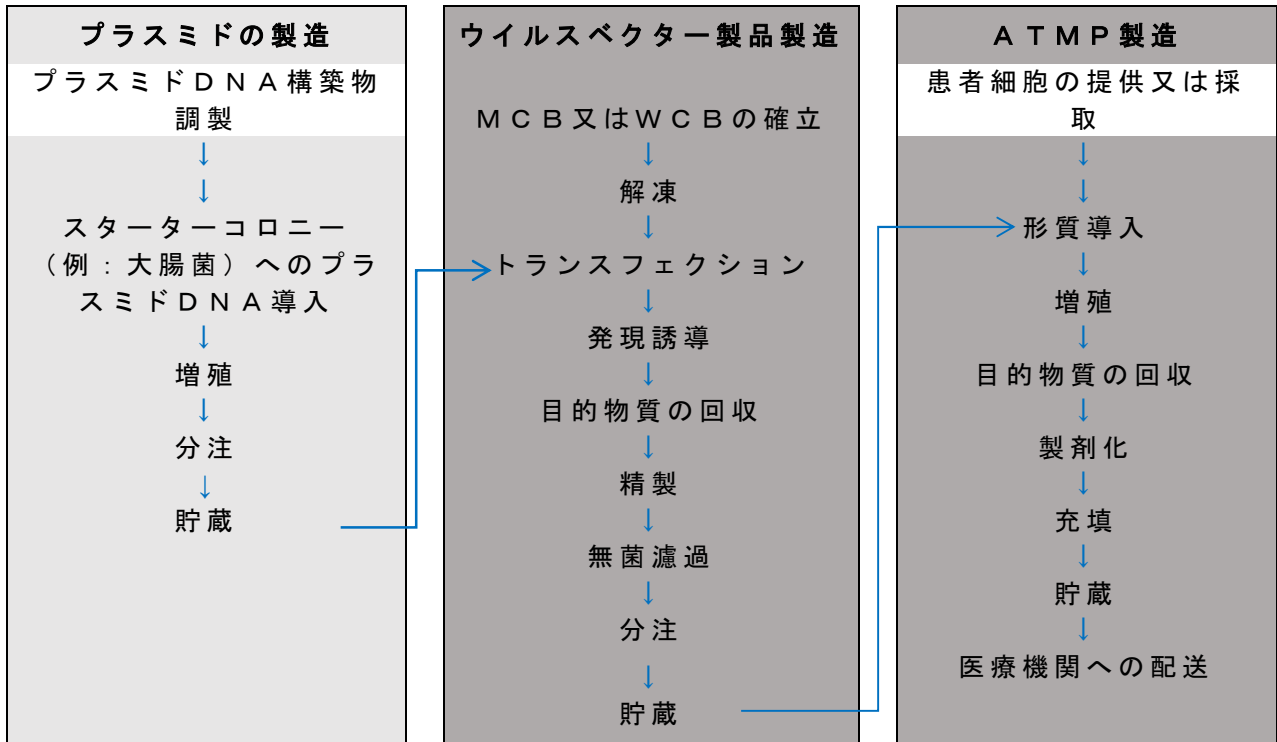 プラスミドの製造
プラスミドDNA構築物
調製
↓
↓
スターターコロニー
(例:大腸菌)へのプラ
スミドDNA導入
↓
増殖
↓
分注
↓
貯蔵
ウイルスベクター製品製造
MCB又はWCBの確立
↓
解凍
↓
トランスフェクション
↓
発現誘導
↓
目的物質の回収
↓
精製
↓
無菌濾過
↓
分注
↓
貯蔵
ATMP製造
患者細胞の提供又は採
取
↓
↓
形質導入
↓
増殖
↓
目的物質の回収
↓
製剤化
↓
充填
↓
貯蔵
↓
医療機関への配送